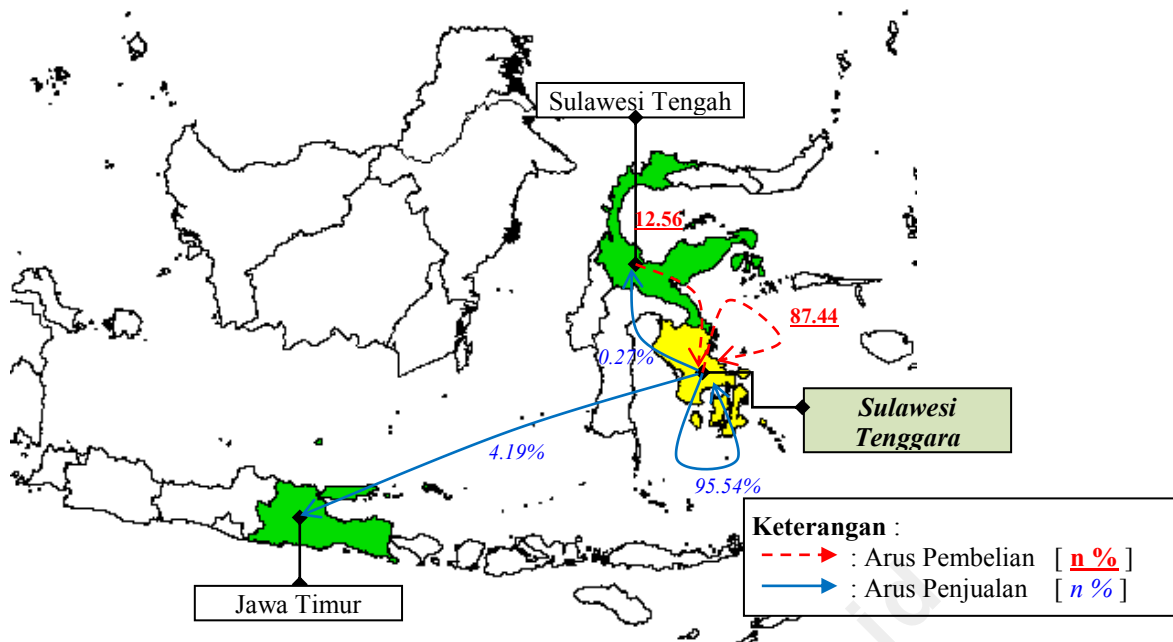 Sulawesi Tengah
12.56
87.44
0.27%
Sulawesi
Tenggara
4.19%
95.54%
Jawa Timur
Keterangan :
: Arus Pembelian [ n % ]
: Arus Penjualan [ n % ]
id